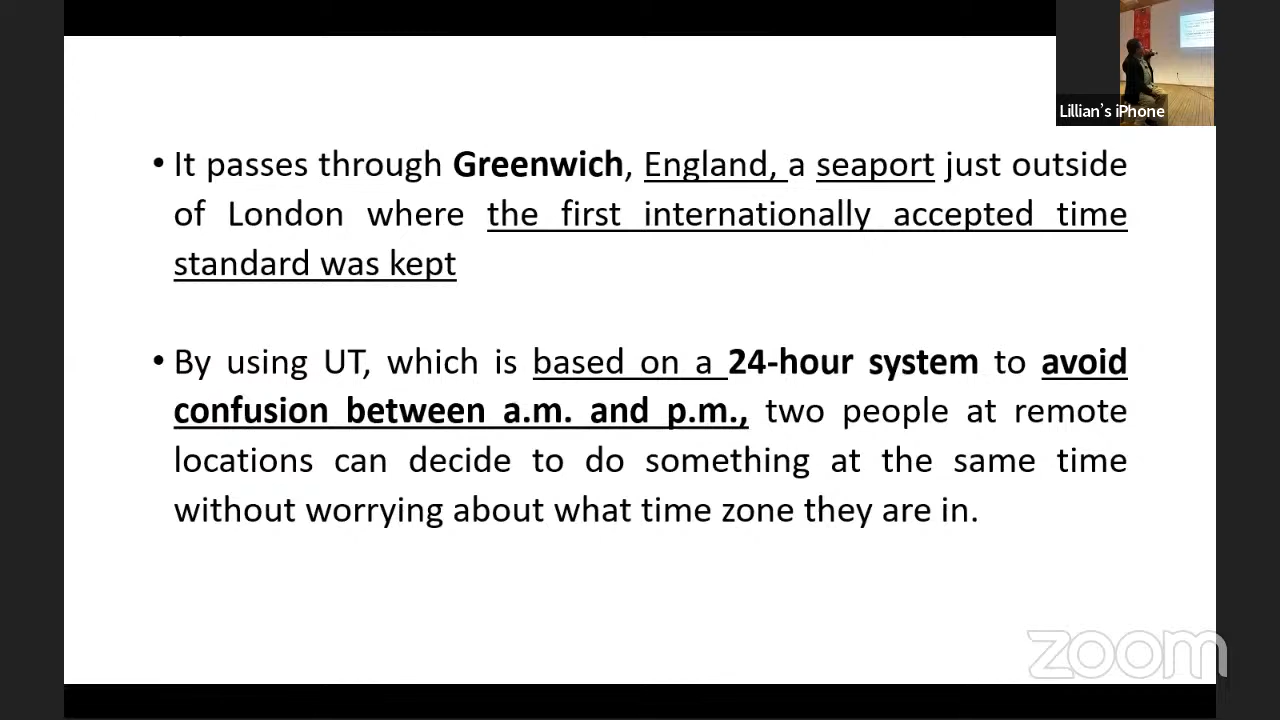 Lillian's iPhone
• It passes through Greenwich, England, a seaport just outside
of London where the first internationally accepted time
standard was kept
• By using UT, which is based on a 24-hour system to avoid
confusion between a.m. and p.m., two people at remote
locations can decide to do something at the same time
without worrying about what time zone they are in.
zoom